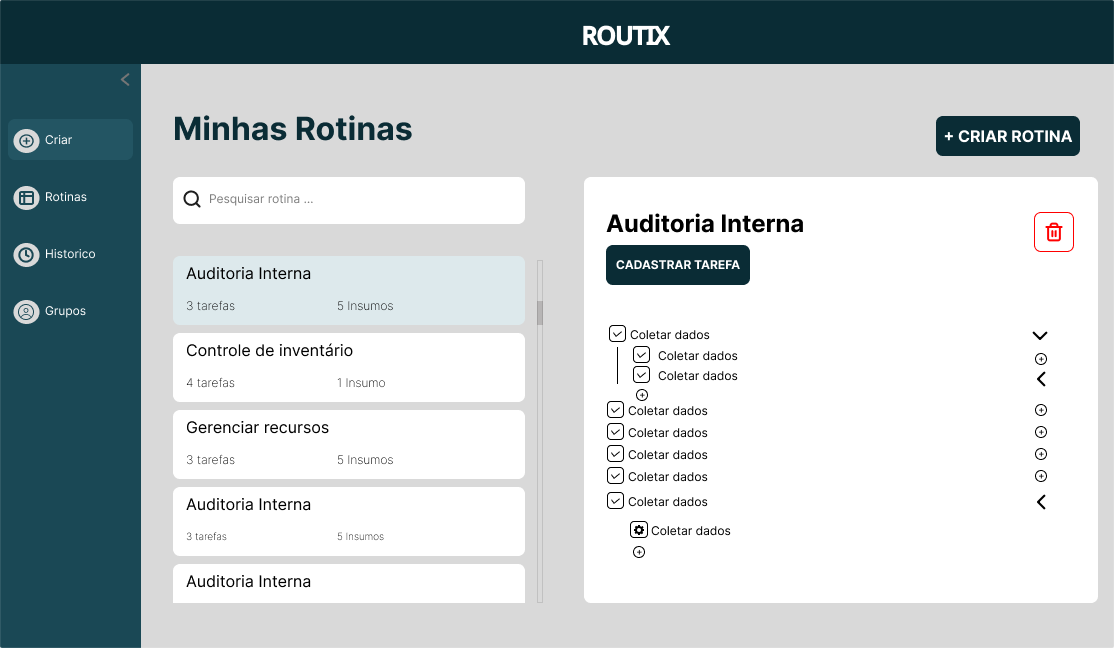 ROUTIX
Criar
Rotinas
Historico
Grupos
Minhas Rotinas
+ CRIAR ROTINA
Pesquisar rotina ...
Auditoria Interna
3 tarefas 5 Insumos
Controle de inventário
4 tarefas 1 Insumo
Gerenciar recursos
3 tarefas 5 Insumos
Auditoria Interna
3 tarefas 5 Insumos
Auditoria Interna
Auditoria Interna
CADASTRAR TAREFA
Coletar dados
Coletar dados
Coletar dados
Coletar dados
Coletar dados
Coletar dados
Coletar dados
Coletar dados
Coletar dados